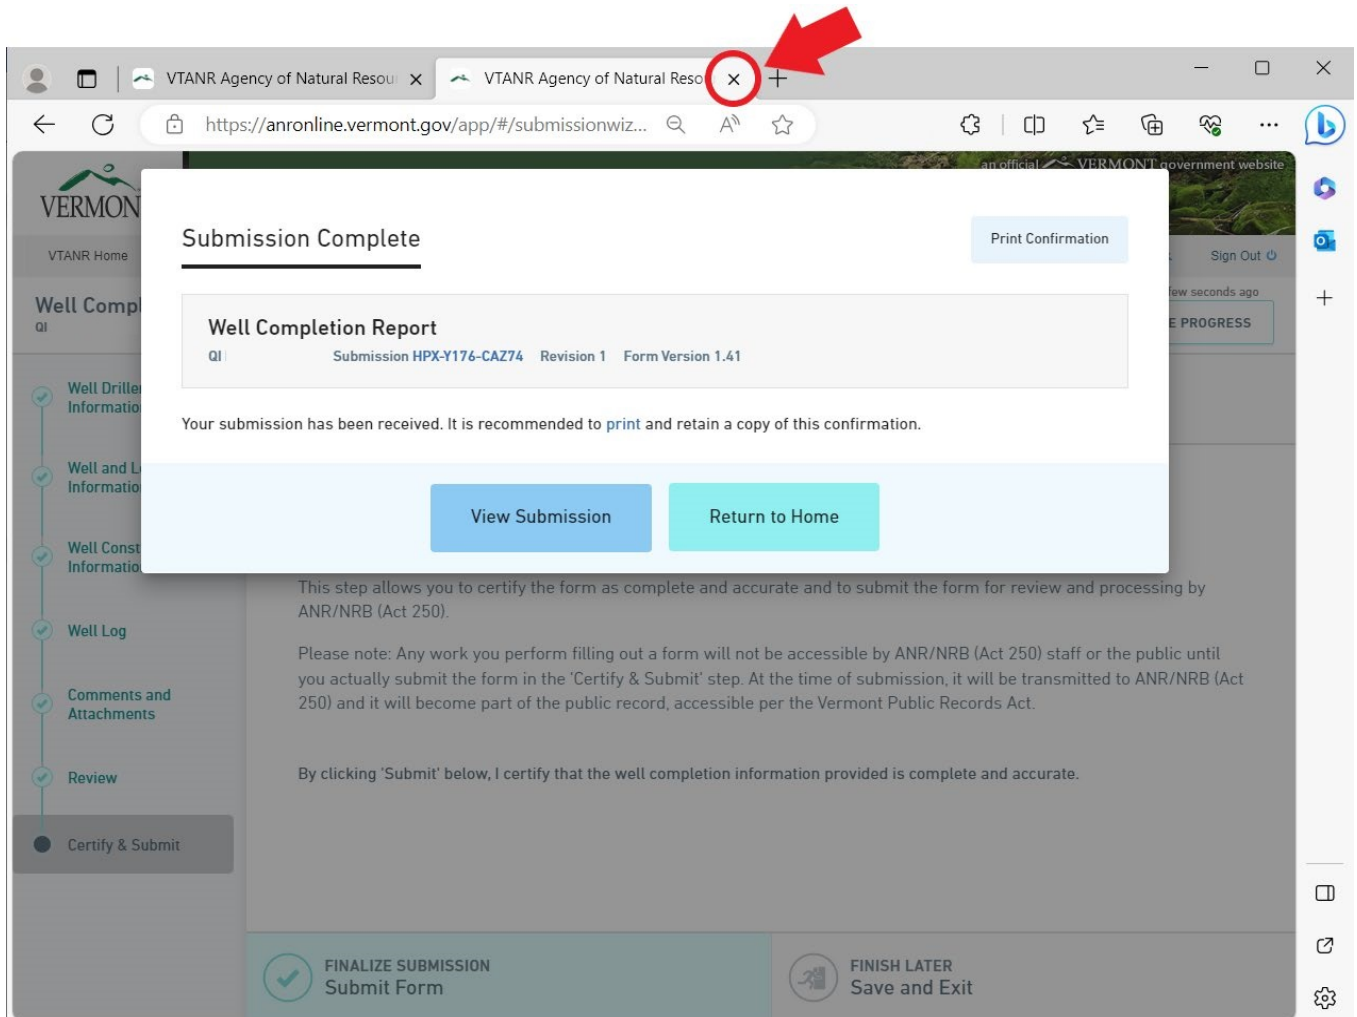 VTANR Agency of Natural Resou
VTANR Agency of Natural Reso
https://anronline.vermont.gov/app/#/submissionwiz...
an official VERMONT government website
VERMON
VTANR Home
Sign Out
Well Compl
QI
few seconds ago
E PROGRESS
Submission Complete
Print Confirmation
Well Completion Report
QI Submission HPX-Y176-CAZ74 Revision 1 Form Version 1.41
Your submission has been received. It is recommended to print and retain a copy of this confirmation.
View Submission
Return to Home
Well Drille
Informatio
Well and L
Informatio
Well Const
Informatio
Well Log
Comments and
Attachments
Review
Certify & Submit
This step allows you to certify the form as complete and accurate and to submit the form for review and processing by
ANR/NRB (Act 250).
Please note: Any work you perform filling out a form will not be accessible by ANR/NRB (Act 250) staff or the public until
you actually submit the form in the 'Certify & Submit' step. At the time of submission, it will be transmitted to ANR/NRB (Act
250) and it will become part of the public record, accessible per the Vermont Public Records Act.
By clicking 'Submit' below, I certify that the well completion information provided is complete and accurate.
FINALIZE SUBMISSION
Submit Form
FINISH LATER
Save and Exit